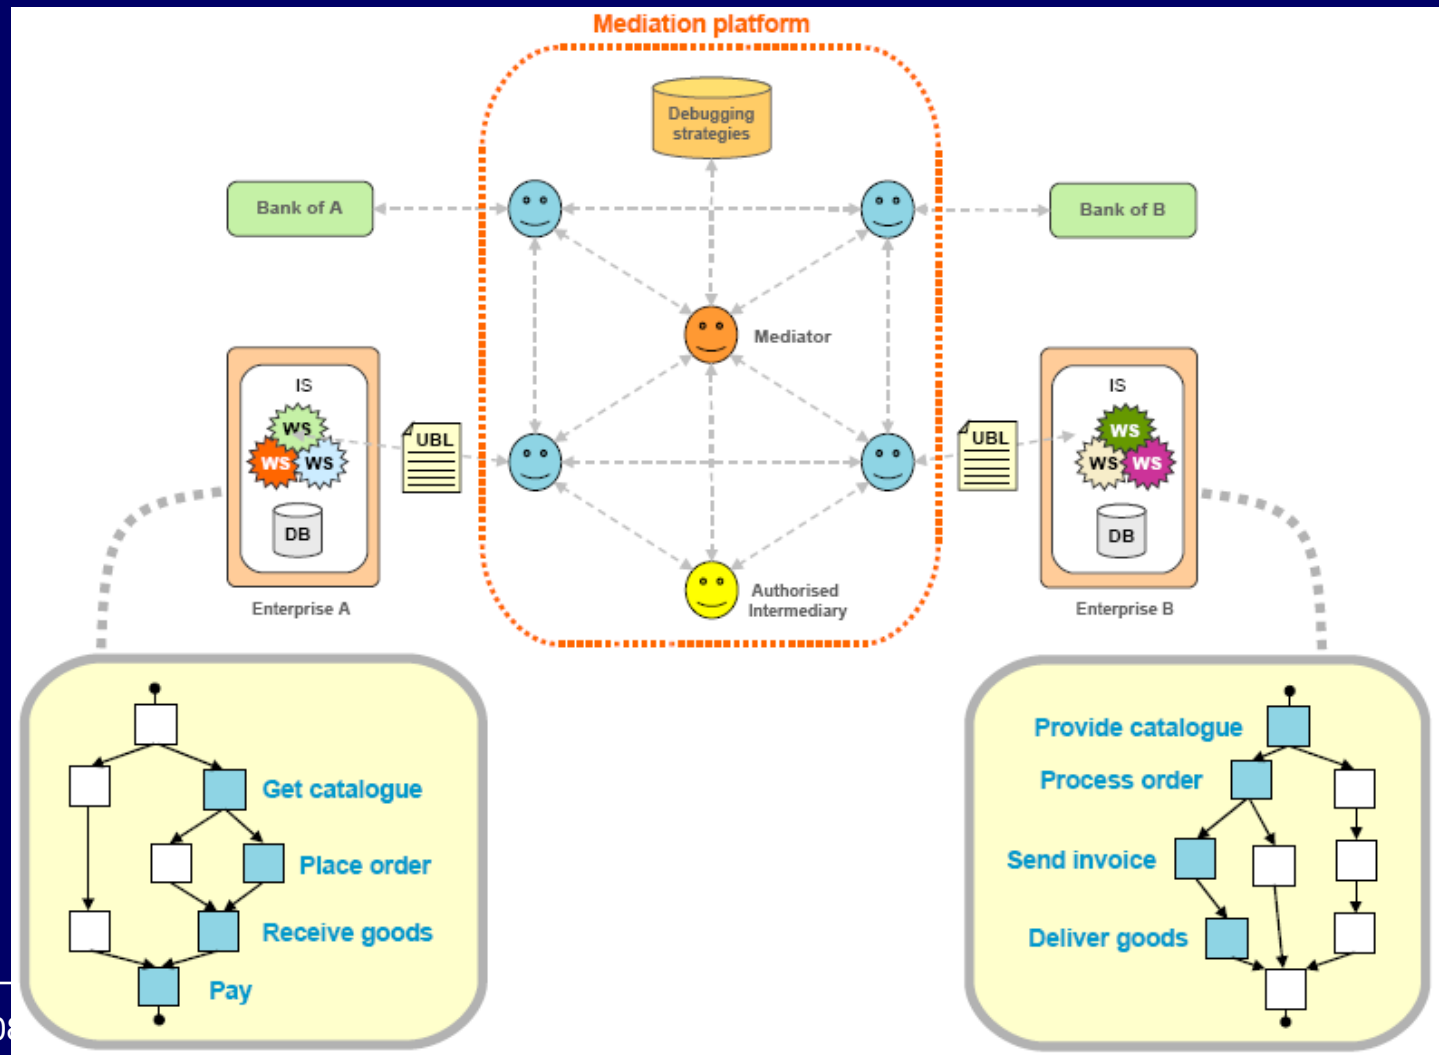 Mediation platform
Debugging
strategies
Bank of A
Bank of B
Mediator
IS
WS
WS
WS
DB
UBL
Enterprise A
UBL
IS
WS
WS
WS
DB
Enterprise B
Authorised
Intermediary
Get catalogue
Place order
Receive goods
Pay
Provide catalogue
Process order
Send invoice
Deliver goods